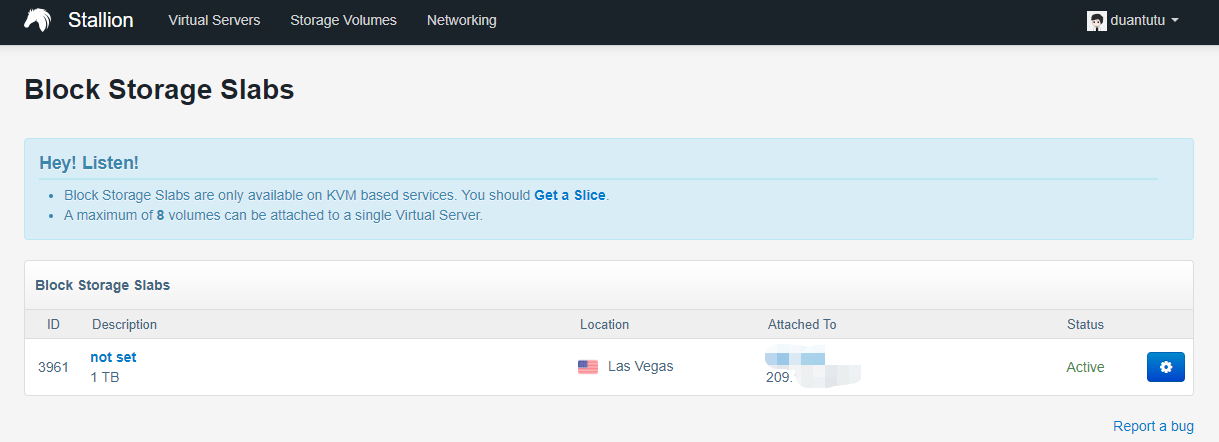 Stallion Virtual Servers Storage Volumes Networking duantutu
Block Storage Slabs
Hey! Listen!
Block Storage Slabs are only available on KVM based services. You should Get a Slice.
A maximum of 8 volumes can be attached to a single Virtual Server.
Block Storage Slabs
ID Description Location Attached To Status
3961 not set Las Vegas Active
1 TB 209.
Report a bug